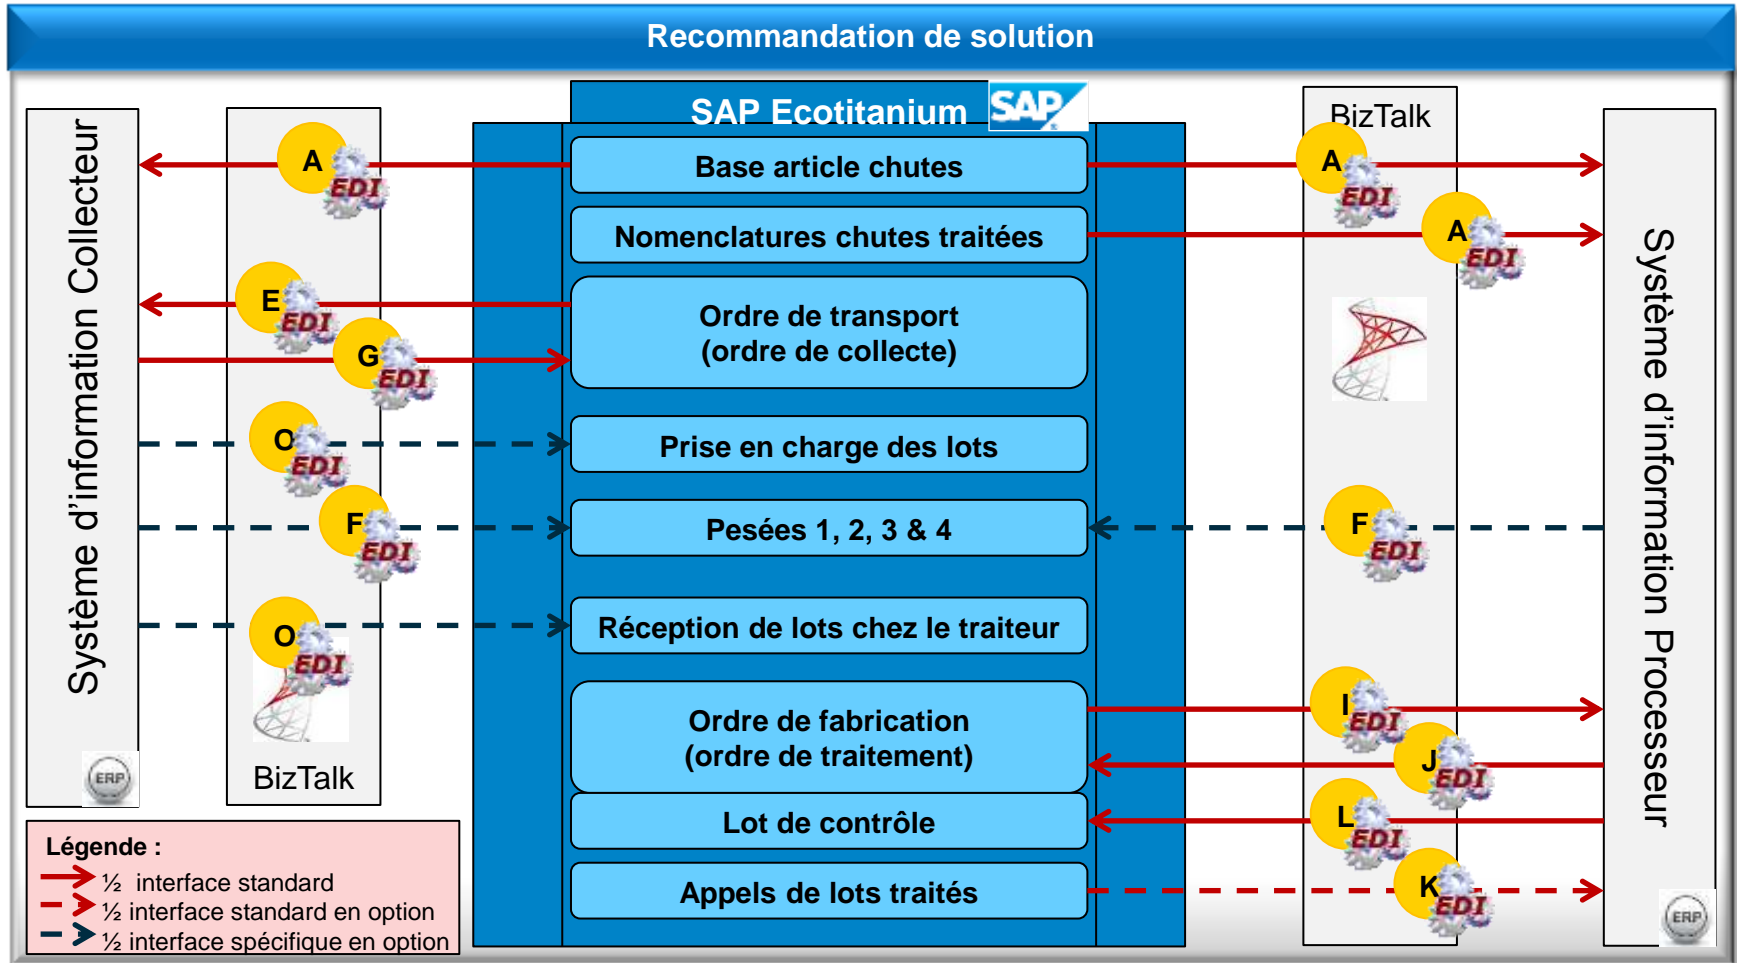 Recommandation de solution
SAP Ecotitanium
SAP
BizTalk
Système d'information Collecteur
A
EDI
Base article chutes
A
EDI
Nomenclatures chutes traitées
A
EDI
E
EDI
Ordre de transport
(ordre de collecte)
G
EDI
O
EDI
Prise en charge des lots
F
EDI
Pesées 1, 2, 3 & 4
F
EDI
O
EDI
Réception de lots chez le traiteur
Ordre de fabrication
(ordre de traitement)
I
EDI
J
EDI
BizTalk
ERP
Lot de contrôle
L
EDI
Appels de lots traités
K
EDI
Système d'information Processeur
ERP
Légende :
½ interface standard
½ interface standard en option
½ interface spécifique en option